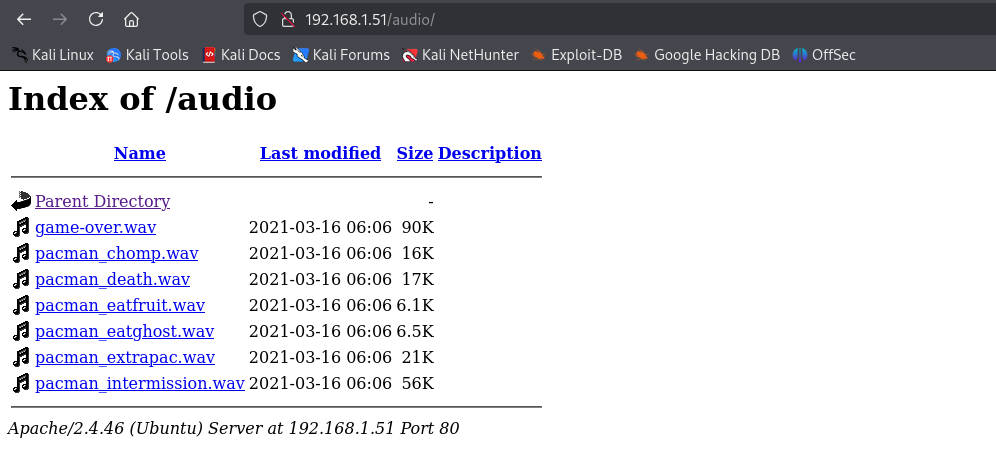 192.168.1.51/audio/
Kali Linux Kali Tools Kali Docs Kali Forums Kali NetHunter Exploit-DB Google Hacking DB OffSec
Index of /audio
Name Last modified Size Description
Parent Directory -
game-over.wav 2021-03-16 06:06 90K
pacman_chomp.wav 2021-03-16 06:06 16K
pacman_death.wav 2021-03-16 06:06 17K
pacman_eatfruit.wav 2021-03-16 06:06 6.1K
pacman_eatghost.wav 2021-03-16 06:06 6.5K
pacman_extrapac.wav 2021-03-16 06:06 21K
pacman_intermission.wav 2021-03-16 06:06 56K
Apache/2.4.46 (Ubuntu) Server at 192.168.1.51 Port 80